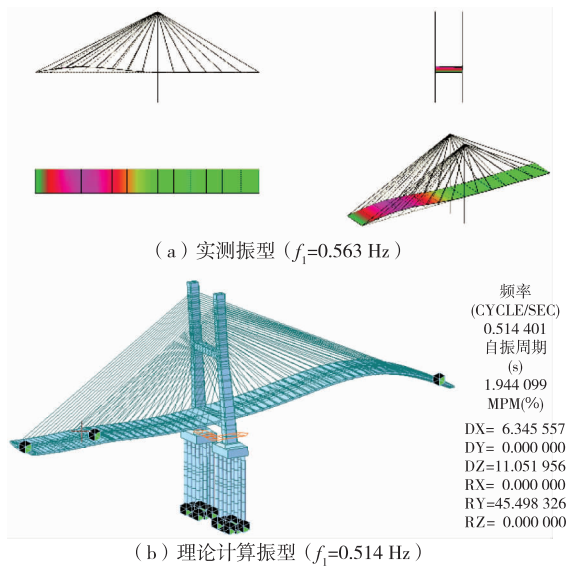 （a）实测振型（f₁=0.563 Hz）
频率
(CYCLE/SEC)
0.514 401
自振周期
(s)
1.944 099
MPM(%)
DX= 6.345 557
DY= 0.000 000
DZ=11.051 956
RX= 0.000 000
RY=45.498 326
RZ= 0.000 000
（b）理论计算振型（f₁=0.514 Hz）